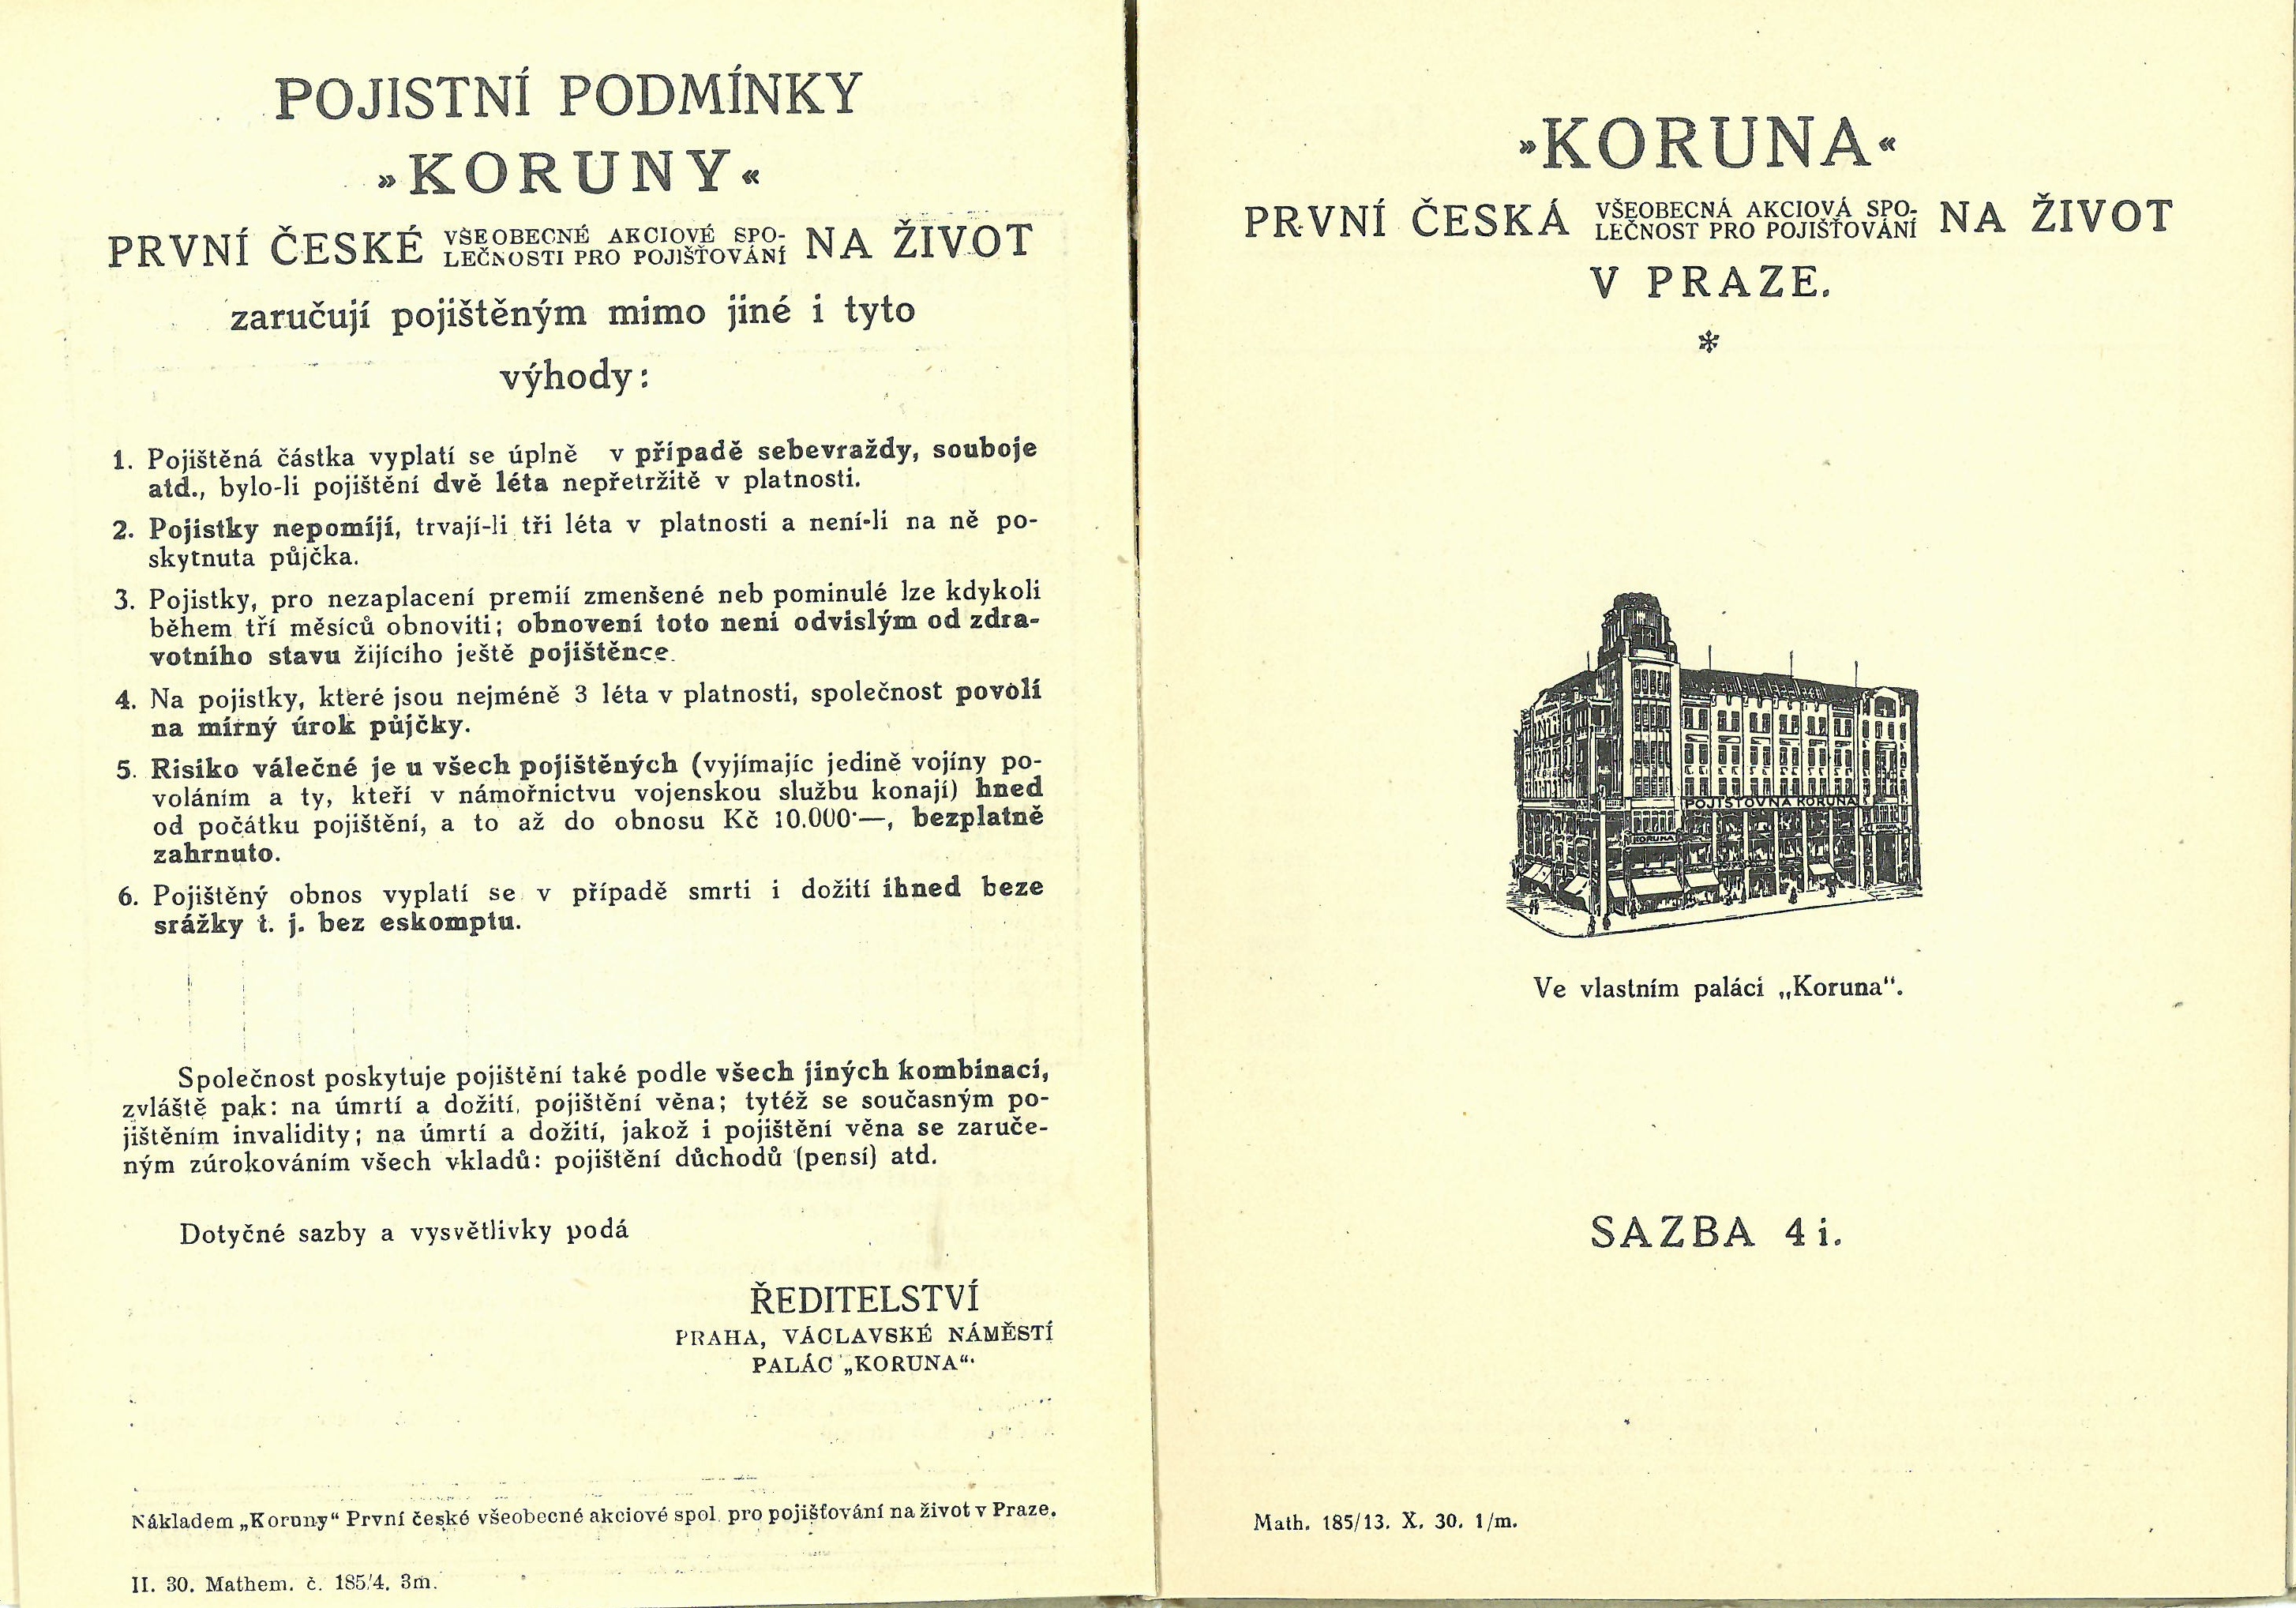 POJISTNÍ PODMÍNKY
»KORUNY«
PRVNÍ ČESKÉ VŠEOBECNÉ AKCIOVÉ SPO-
LEČNOSTI PRO POJIŠŤOVÁNÍ NA ŽIVOT
zaručují pojištěným mimo jiné i tyto
výhody:
1. Pojištěná částka vyplatí se úplně v případě sebevraždy, souboje
atd., bylo-li pojištění dvě léta nepřetržitě v platnosti.
2. Pojistky nepomíjí, trvají-li tři léta v platnosti a není-li na ně po-
skytnuta půjčka.
3. Pojistky, pro nezaplacení premií zmenšené neb pominulé lze kdykoli
během tří měsíců obnoviti; obnovení toto není odvislým od zdra-
votního stavu žijícího ještě pojištěnce.
4. Na pojistky, které jsou nejméně 3 léta v platnosti, společnost povolí
na mírný úrok půjčky.
5. Risiko válečné je u všech pojištěných (vyjímajíc jedině vojíny po-
voláním a ty, kteří v námořnictvu vojenskou službu konají) hned
od počátku pojištění, a to až do obnosu Kč 10.000·—, bezplatně
zahrnuto.
6. Pojištěný obnos vyplatí se v případě smrti i dožití ihned beze
srážky t. j. bez eskomptu.
Společnost poskytuje pojištění také podle všech jiných kombinací,
zvláště pak: na úmrtí a dožití, pojištění věna; tytéž se současným po-
jištěním invalidity; na úmrtí a dožití, jakož i pojištění věna se zaruče-
ným zúrokováním všech vkladů: pojištění důchodů (pensí) atd.
Dotyčné sazby a vysvětlivky podá
ŘEDITELSTVÍ
PRAHA, VÁCLAVSKÉ NÁMĚSTÍ
PALÁC „KORUNA“.
Nákladem „Koruny“ První české všeobecné akciové spol. pro pojišťování na život v Praze.
II. 30. Mathem. č. 185/4. 3m.
»KORUNA«
PRVNÍ ČESKÁ VŠEOBECNÁ AKCIOVÁ SPO-
LEČNOST PRO POJIŠŤOVÁNÍ NA ŽIVOT
V PRAZE.
*
POJIŠŤOVNA KORUNA
KORUNA
KORUNA
Ve vlastním paláci „Koruna“.
SAZBA 4 i.
Math. 185/13. X. 30. 1/m.